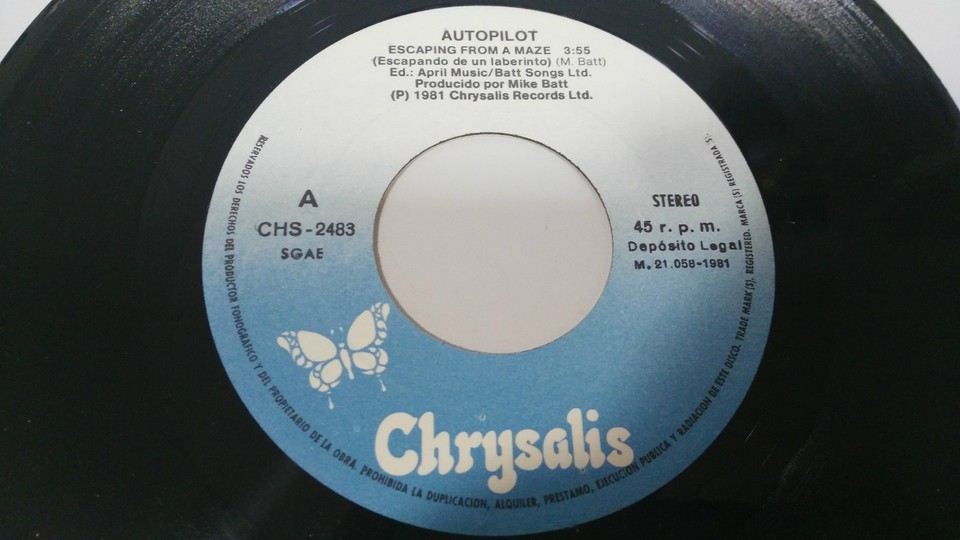 AUTOPILOT
ESCAPING FROM A MAZE 3:55
(Escapando de un laberinto) (M. Batt)
Ed.: April Music/Batt Songs Ltd.
Producido por Mike Batt
(P) 1981 Chrysalis Records Ltd.
A
CHS-2483
SGAE
STEREO
45 r. p. m.
Depósito Legal
M. 21.058-1981
Chrysalis
RESERVADOS LOS DERECHOS DEL PRODUCTOR FONOGRAFICO Y DEL PROPIETARIO DE LA OBRA. PROHIBIDA LA DUPLICACION, ALQUILER, PRESTAMO, EJECUCION PUBLICA Y RADIACION DE ESTE DISCO. TRADE MARK (S). REGISTERED. MARCA (S) REGISTRADA